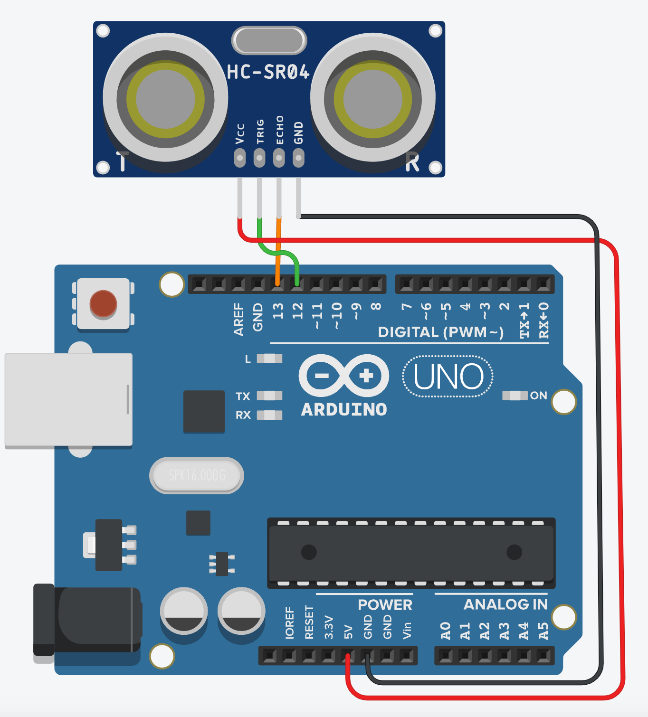 HC-SR04
VCC
TRIG
ECHO
GND
T
R
AREF
GND
13
12
~11
~10
~9
8
7
~6
~5
4
~3
2
TX→1
RX←0
DIGITAL (PWM~)
L
TX
RX
ARDUINO
UNO
ON
SPKT6.000G
POWER
ANALOG IN
IOREF
RESET
3.3V
5V
GND
GND
Vin
A0
A1
A2
A3
A4
A5